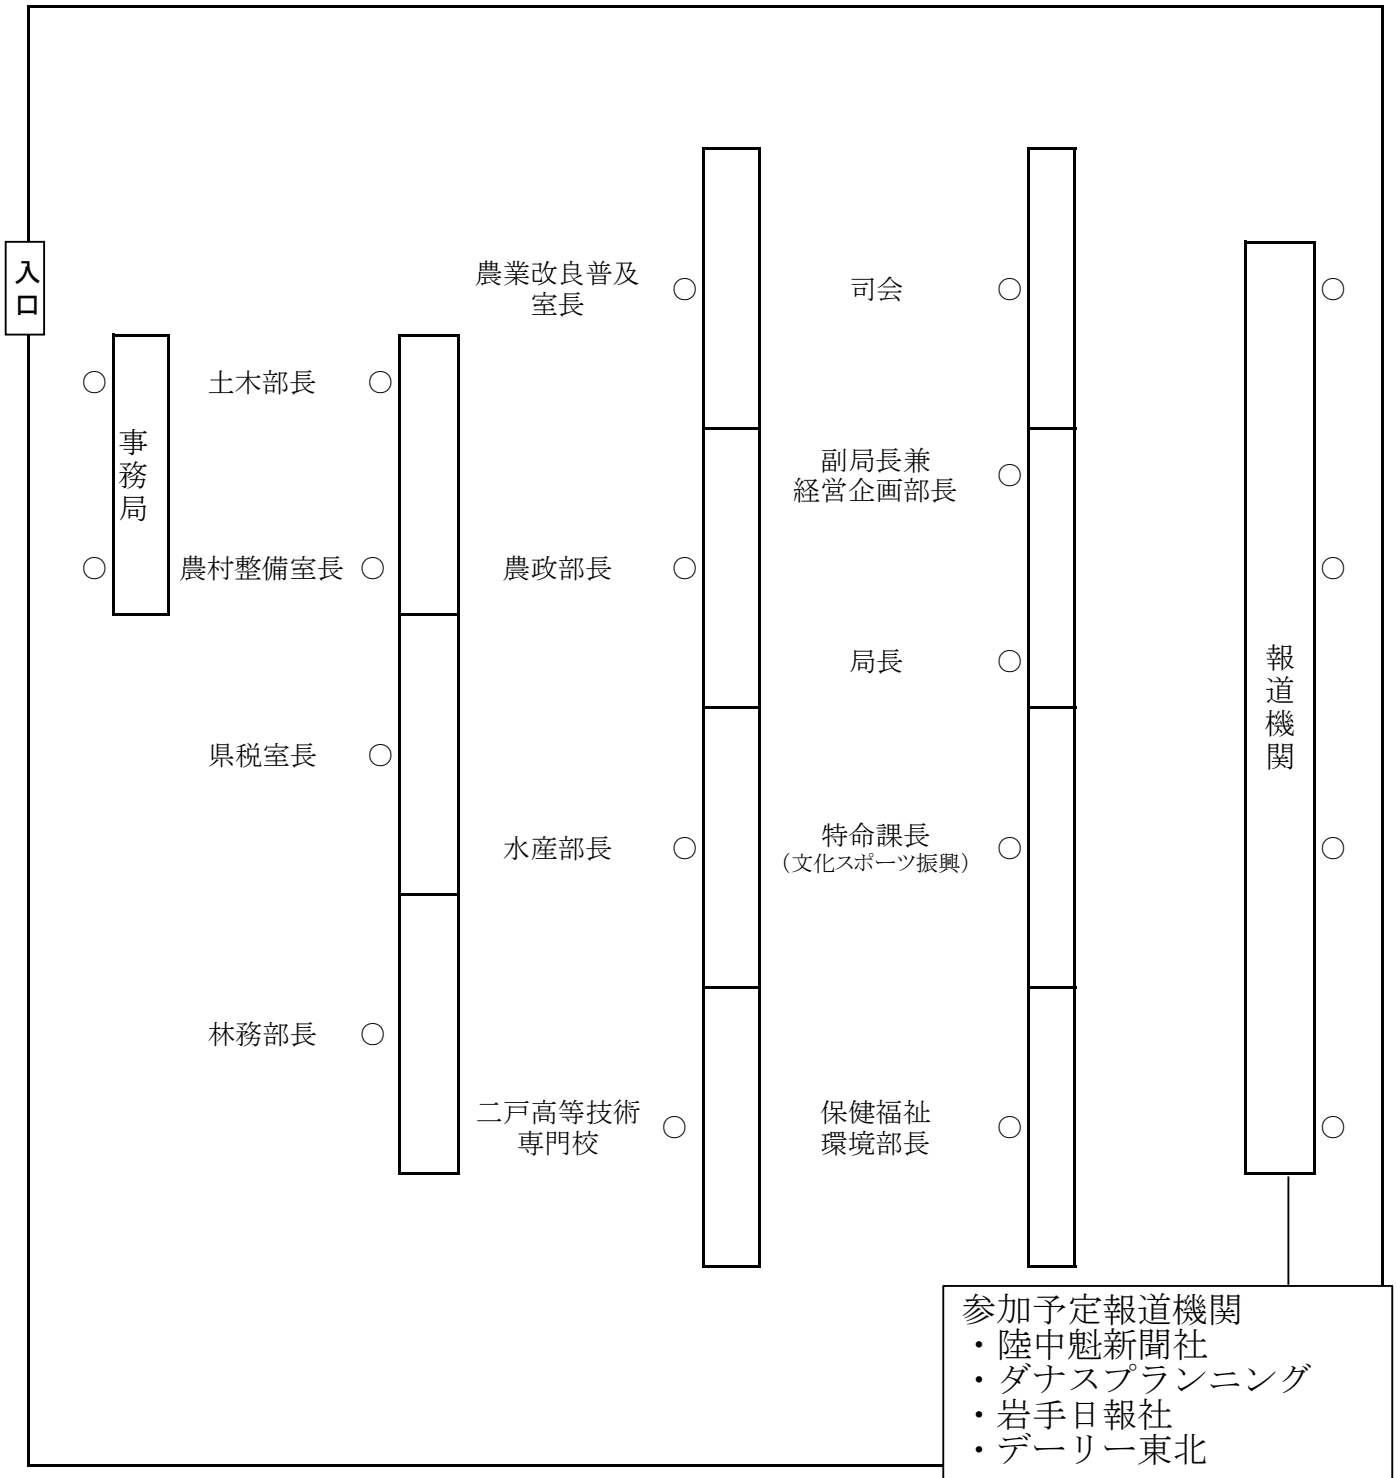 入口
農業改良普及
室長
○
司会
○
○
○
事務局
土木部長
○
副局長兼
経営企画部長
○
○
農村整備室長
○
農政部長
○
○
局長
○
報道機関
県税室長
○
水産部長
○
特命課長
（文化スポーツ振興）
○
○
林務部長
○
二戸高等技術
専門校
○
保健福祉
環境部長
○
○
参加予定報道機関
・陸中魁新聞社
・ダナスプランニング
・岩手日報社
・デーリー東北